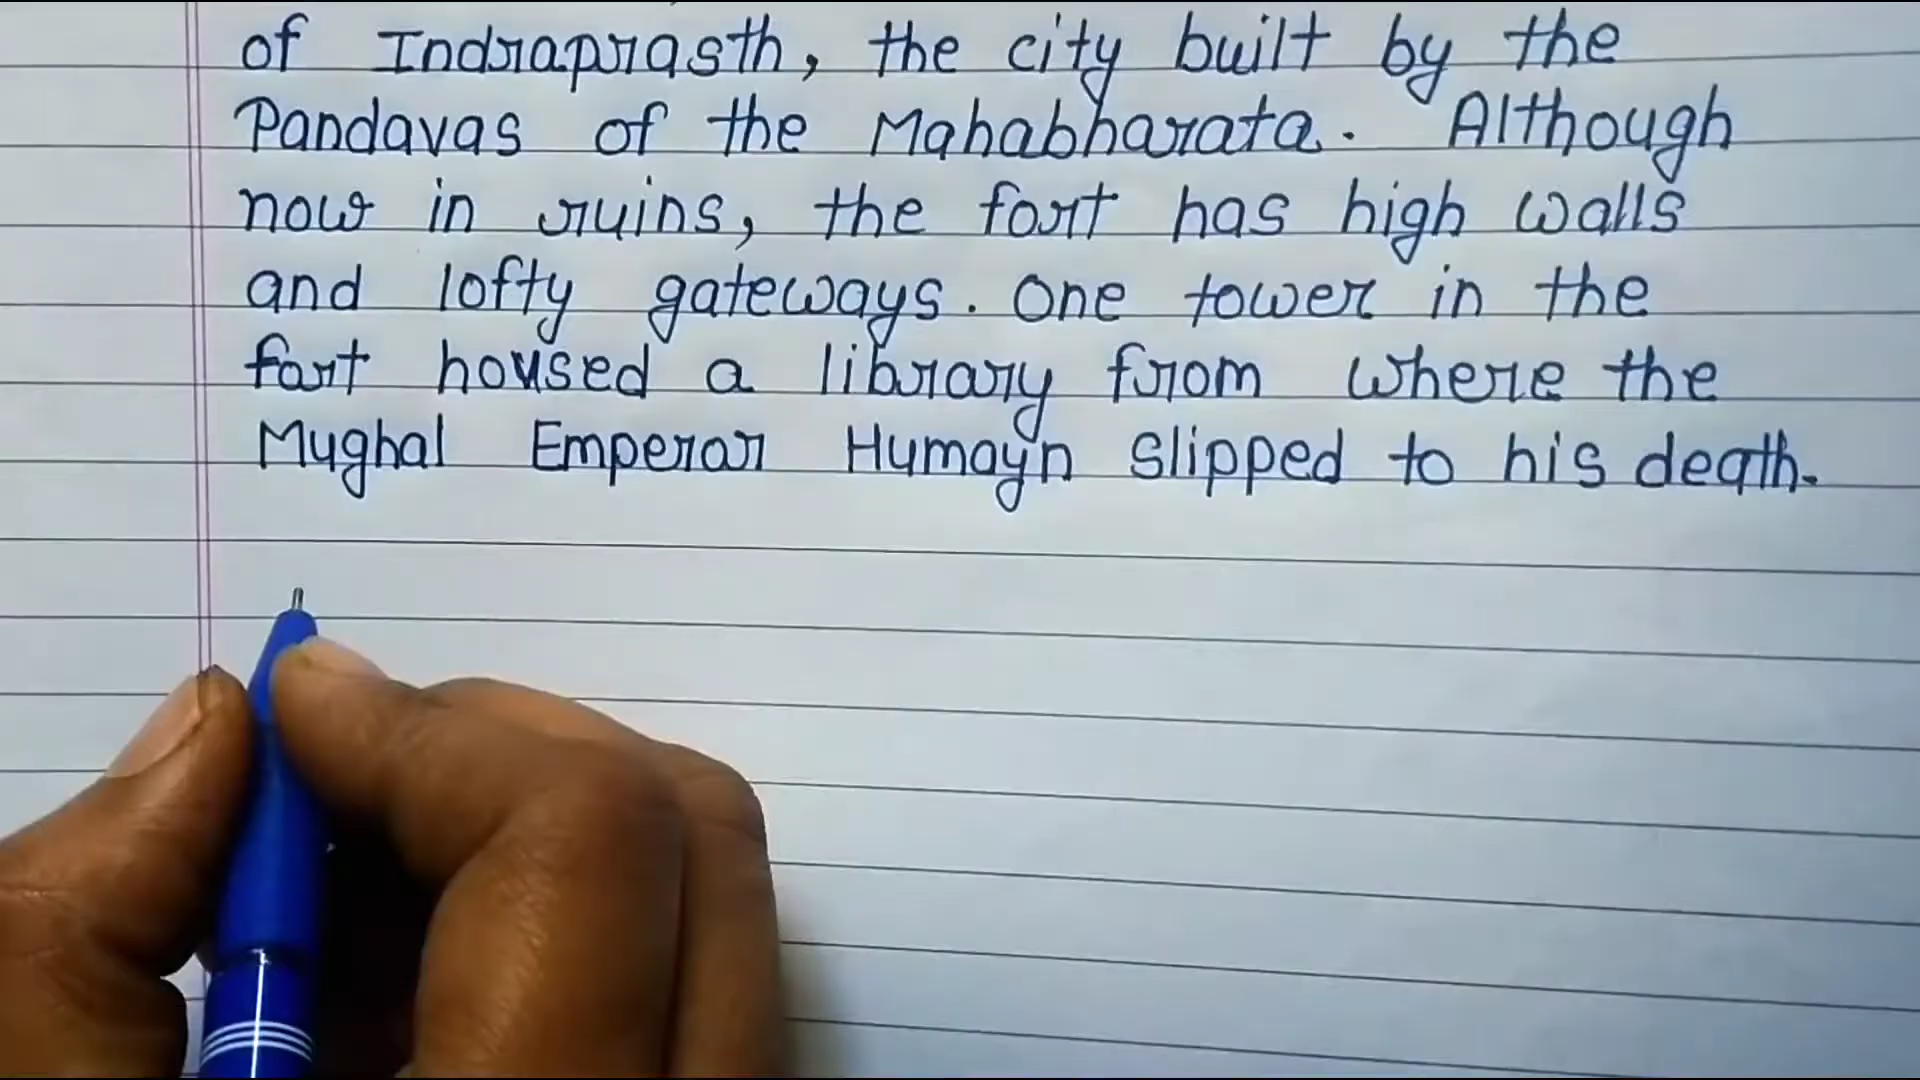 of Indraprasth, the city built by the
Pandavas of the Mahabharata. Although
now in ruins, the fort has high walls
and lofty gateways. One tower in the
fort housed a library from where the
Mughal Emperor Humayn slipped to his death.